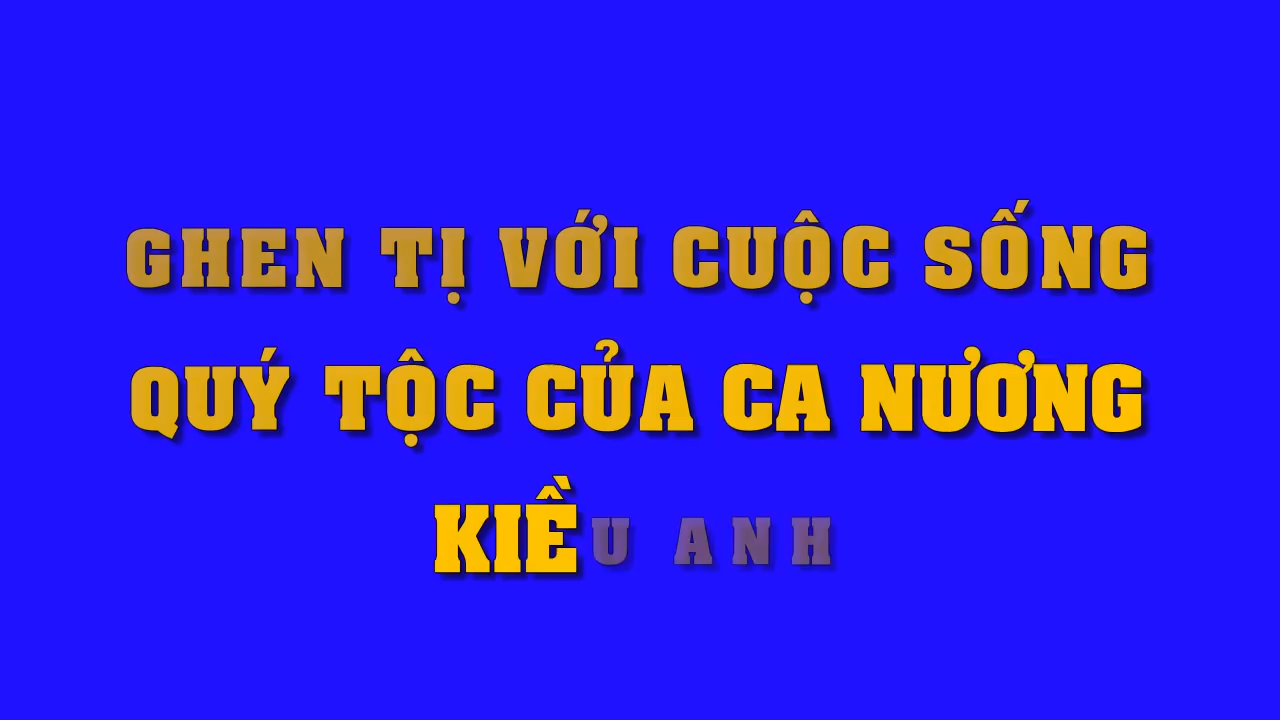 GHEN TỊ VỚI CUỘC SỐNG
QUÝ TỘC CỦA CA NƯƠNG
KIỀU ANH